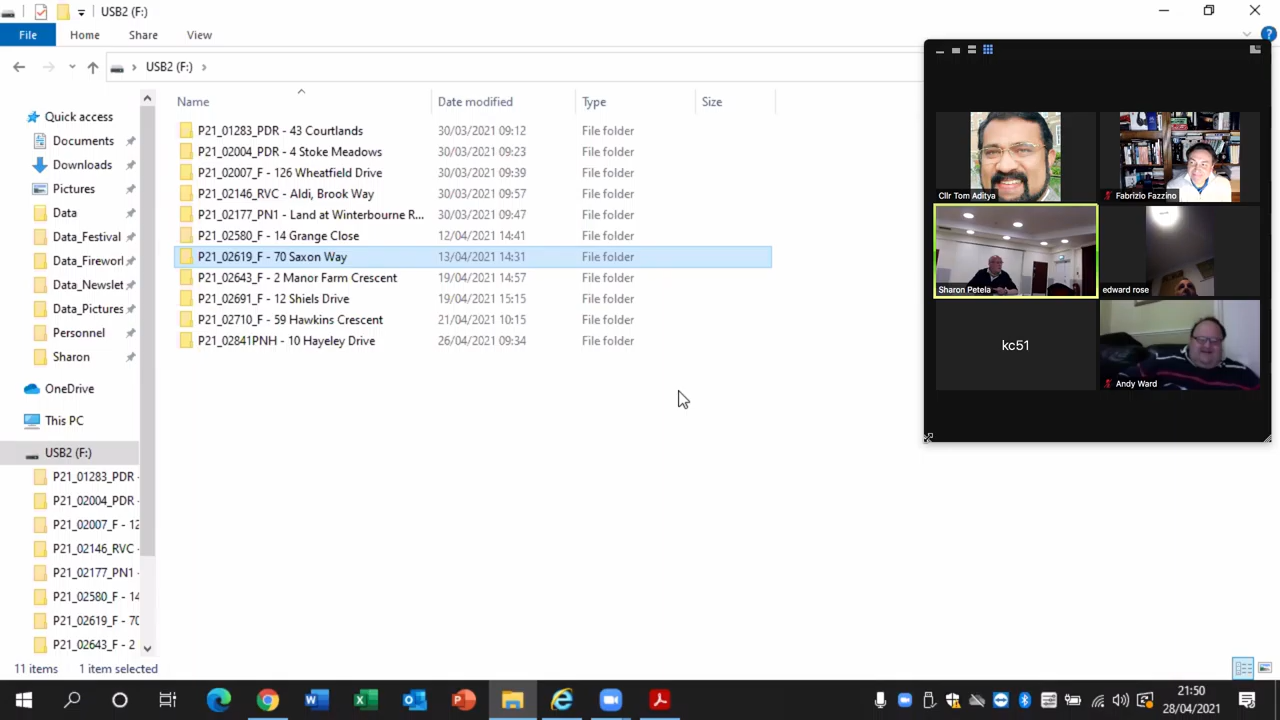 USB2 (F:)
File Home Share View
USB2 (F:)
Name Date modified Type Size
P21_01283_PDR - 43 Courtlands 30/03/2021 09:12 File folder
P21_02004_PDR - 4 Stoke Meadows 30/03/2021 09:23 File folder
P21_02007_F - 126 Wheatfield Drive 30/03/2021 09:39 File folder
P21_02146_RVC - Aldi, Brook Way 30/03/2021 09:57 File folder
P21_02177_PN1 - Land at Winterbourne R... 30/03/2021 09:47 File folder
P21_02580_F - 14 Grange Close 12/04/2021 14:41 File folder
P21_02619_F - 70 Saxon Way 13/04/2021 14:31 File folder
P21_02643_F - 2 Manor Farm Crescent 19/04/2021 14:57 File folder
P21_02691_F - 12 Shiels Drive 19/04/2021 15:15 File folder
P21_02710_F - 59 Hawkins Crescent 21/04/2021 10:15 File folder
P21_02841PNH - 10 Hayeley Drive 26/04/2021 09:34 File folder
Quick access
Documents
Downloads
Pictures
Data
Data_Festival
Data_Firewor
Data_Newslet
Data_Pictures
Personnel
Sharon
OneDrive
This PC
USB2 (F:)
P21_01283_PDR -
P21_02004_PDR -
P21_02007_F - 12
P21_02146_RVC -
P21_02177_PN1 -
P21_02580_F - 14
P21_02619_F - 70
P21_02643_F - 2
11 items 1 item selected
Cllr Tom Aditya
Fabrizio Fazzino
Sharon Petela
edward rose
kc51
Andy Ward
21:50
28/04/2021